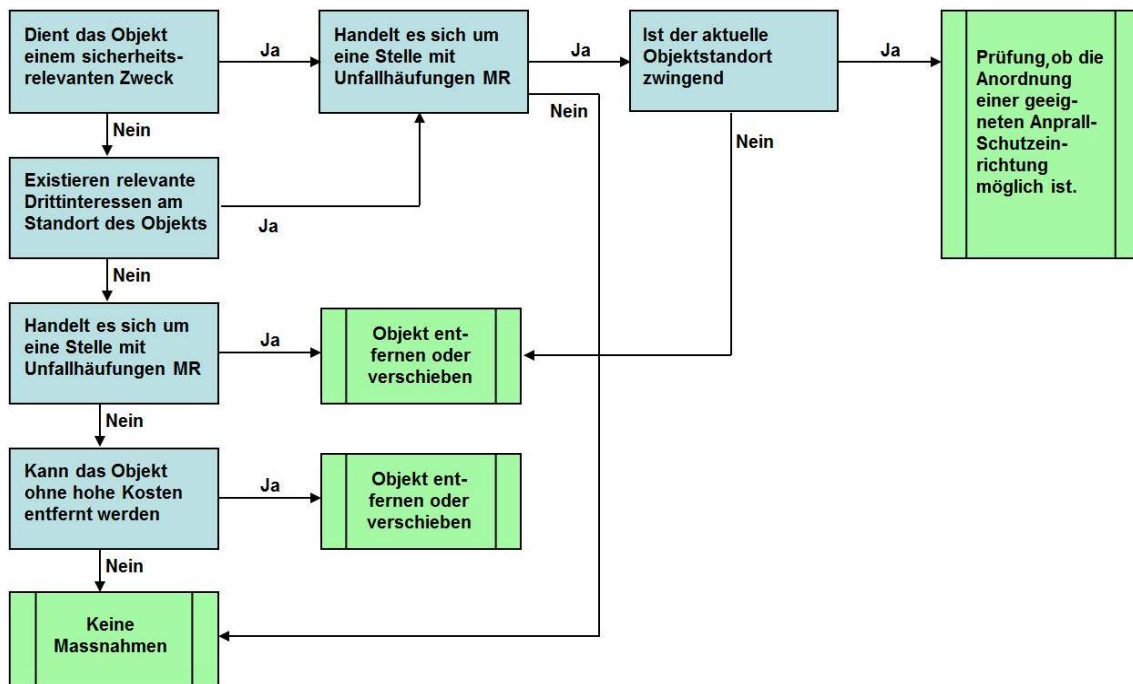 Dient das Objekt
einem sicherheits-
relevanten Zweck
Ja
Handelt es sich um
eine Stelle mit
Unfallhäufungen MR
Ja
Ist der aktuelle
Objektstandort
zwingend
Ja
Prüfung,ob die
Anordnung
einer geeig-
neten Anprall-
Schutzein-
richtung
möglich ist.
Nein
Nein
Nein
Existieren relevante
Drittinteressen am
Standort des Objekts
Ja
Nein
Handelt es sich um
eine Stelle mit
Unfallhäufungen MR
Ja
Objekt ent-
fernen oder
verschieben
Nein
Kann das Objekt
ohne hohe Kosten
entfernt werden
Ja
Objekt ent-
fernen oder
verschieben
Nein
Keine
Massnahmen